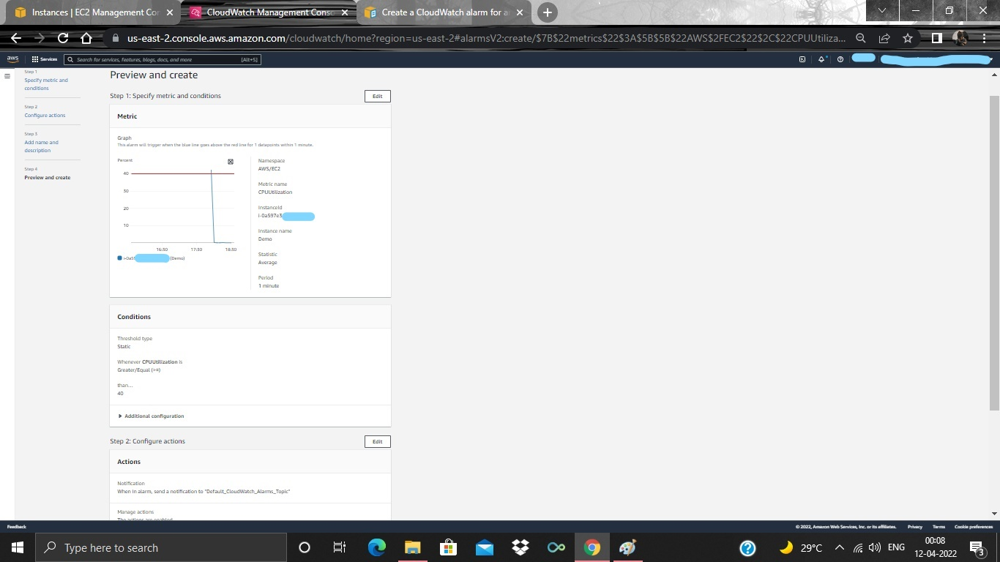 Instances | EC2 Management Cor
CloudWatch Management Conso
Create a CloudWatch alarm for a
us-east-2.console.aws.amazon.com/cloudwatch/home?region=us-east-2#alarmsV2:create/$7B$22metrics$22$3A$5B$5B$22AWS$2FEC2$22$2C$22CPUUtiliza...
aws
Services
Search for services, features, blogs, docs, and more
[Alt+S]
Step 1
Specify metric and
conditions
Step 2
Configure actions
Step 3
Add name and
description
Step 4
Preview and create
Preview and create
Step 1: Specify metric and conditions
Edit
Metric
Graph
This alarm will trigger when the blue line goes above the red line for 1 datapoints within 1 minute.
Percent
40
30
20
10
16:30 17:30 18:30
(Demo)
Namespace
AWS/EC2
Metric name
CPUUtilization
InstanceId
i-0a597e3
Instance name
Demo
Statistic
Average
Period
1 minute
Conditions
Threshold type
Static
Whenever CPUUtilization is
Greater/Equal (>=)
than...
40
Additional configuration
Step 2: Configure actions
Edit
Actions
Notification
When in alarm, send a notification to "Default_CloudWatch_Alarms_Topic"
Manage actions
The actions are enabled
Feedback
© 2022, Amazon Web Services, Inc. or its affiliates.
Privacy
Terms
Cookie preferences
Type here to search
29°C
ENG
00:08
12-04-2022
3